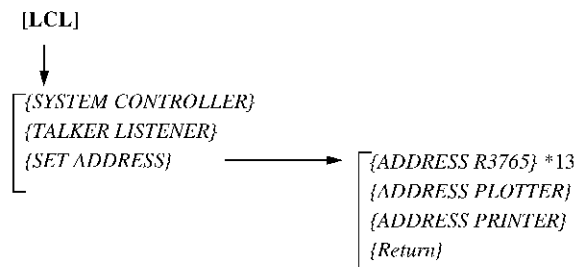 [LCL]
{SYSTEM CONTROLLER}
{TALKER LISTENER}
{SET ADDRESS}
{ADDRESS R3765} *13
{ADDRESS PLOTTER}
{ADDRESS PRINTER}
{Return}